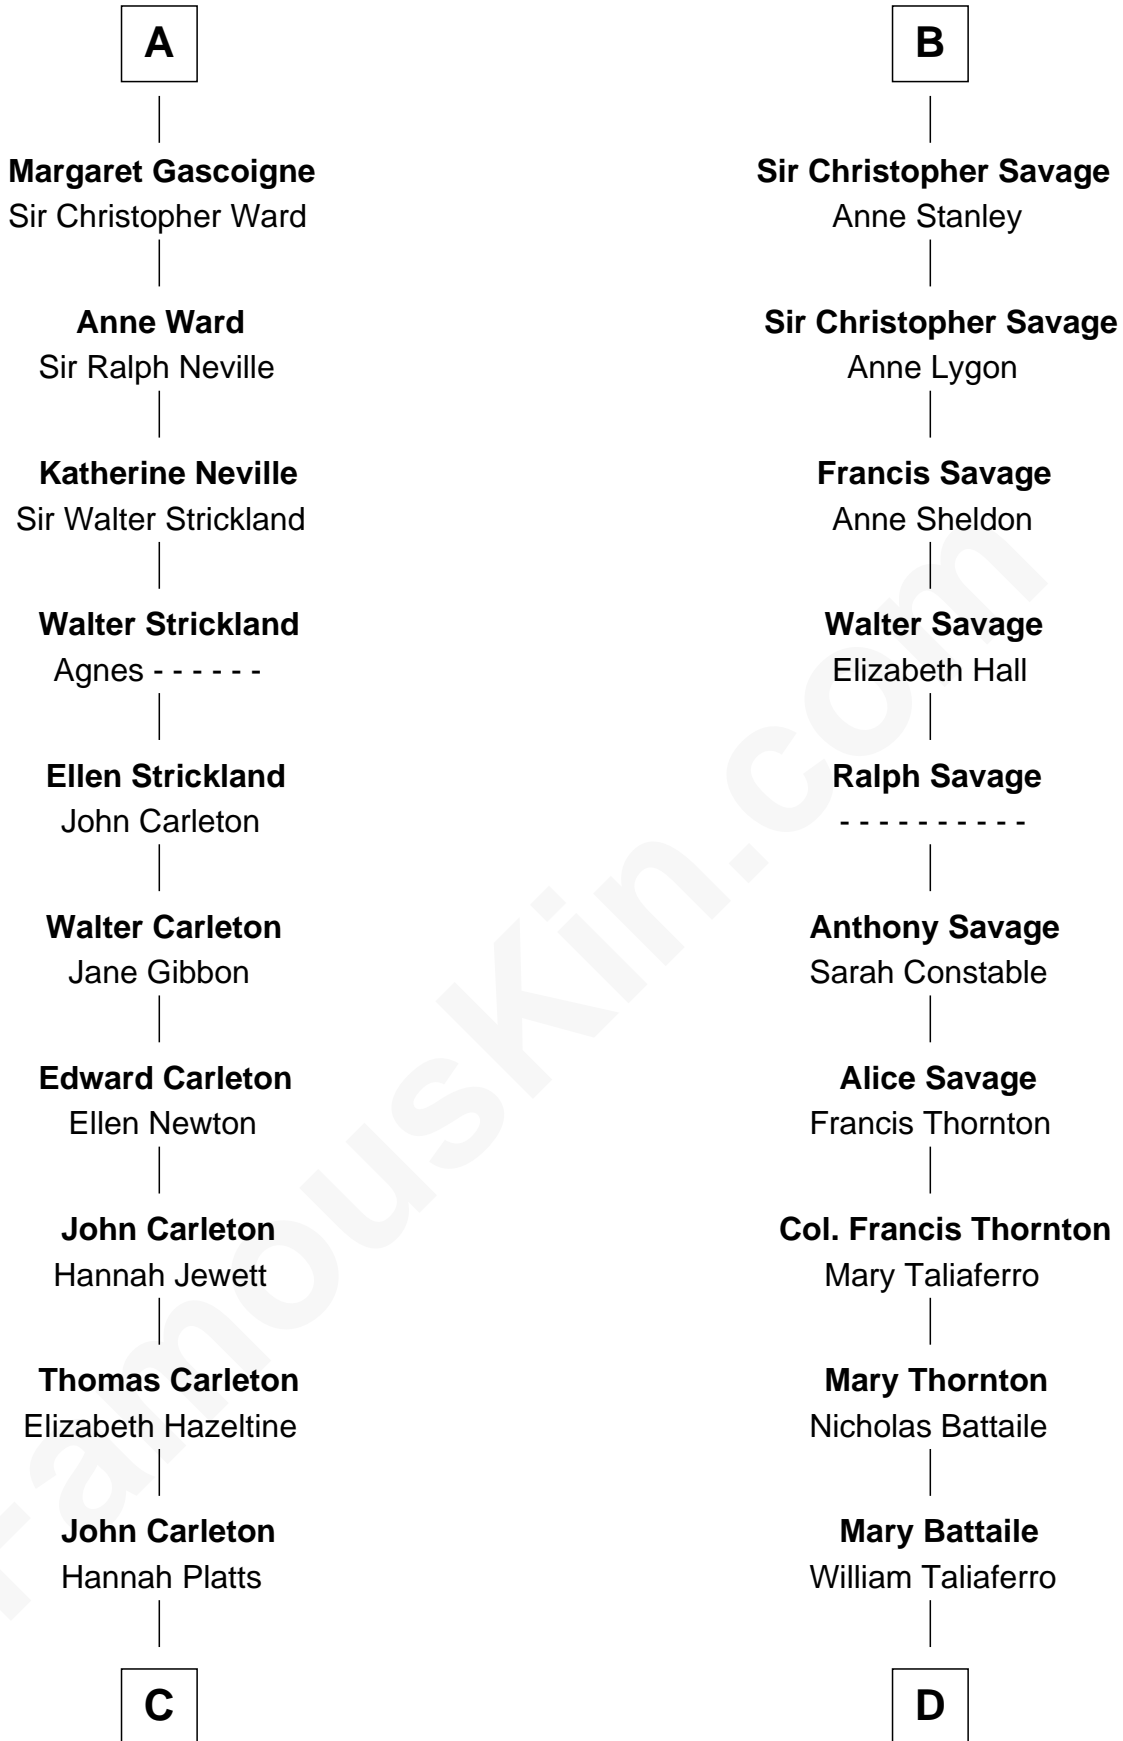 A
Margaret Gascoigne
Sir Christopher Ward
Anne Ward
Sir Ralph Neville
Katherine Neville
Sir Walter Strickland
Walter Strickland
Agnes - - - - - -
Ellen Strickland
John Carleton
Walter Carleton
Jane Gibbon
Edward Carleton
Ellen Newton
John Carleton
Hannah Jewett
Thomas Carleton
Elizabeth Hazeltine
John Carleton
Hannah Platts
C
B
Sir Christopher Savage
Anne Stanley
Sir Christopher Savage
Anne Lygon
Francis Savage
Anne Sheldon
Walter Savage
Elizabeth Hall
Ralph Savage
- - - - - - - - - -
Anthony Savage
Sarah Constable
Alice Savage
Francis Thornton
Col. Francis Thornton
Mary Taliaferro
Mary Thornton
Nicholas Battaile
Mary Battaile
William Taliaferro
D
FamousKin.com